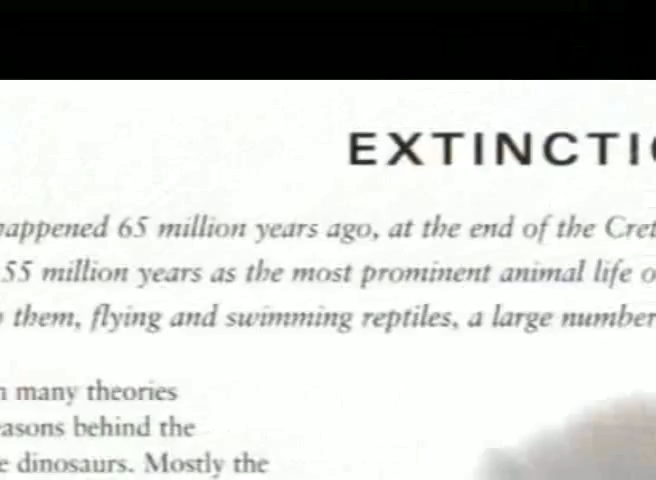 EXTINCTI
happened 65 million years ago, at the end of the Cret
55 million years as the most prominent animal life o
them, flying and swimming reptiles, a large number
many theories
easons behind the
e dinosaurs. Mostly the